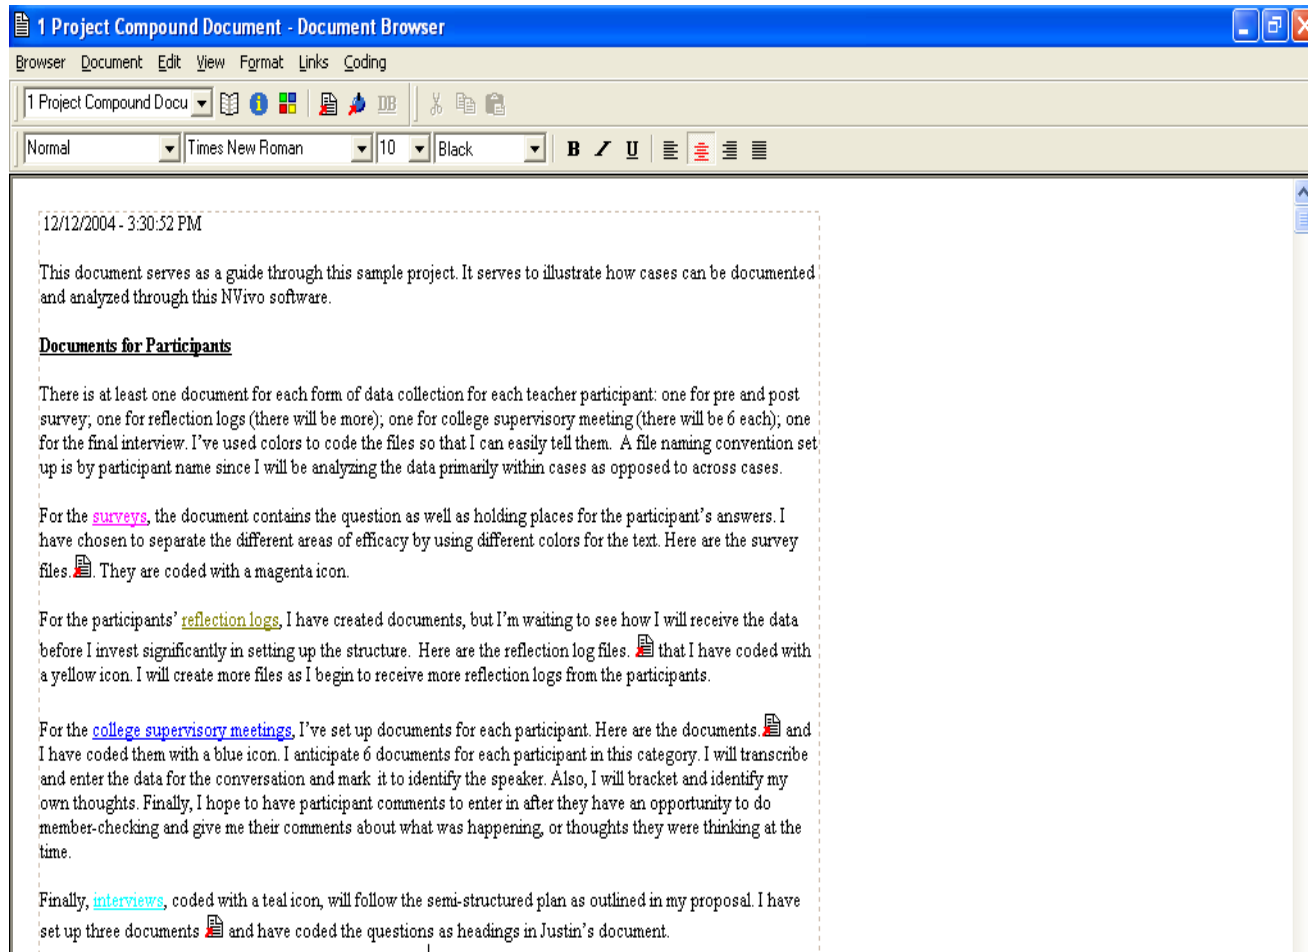 1 Project Compound Document - Document Browser
Browser Document Edit View Format Links Coding
1 Project Compound Docu DB
Normal Times New Roman 10 Black B I U
12/12/2004 - 3:30:52 PM
This document serves as a guide through this sample project. It serves to illustrate how cases can be documented
and analyzed through this NVivo software.
Documents for Participants
There is at least one document for each form of data collection for each teacher participant: one for pre and post
survey; one for reflection logs (there will be more); one for college supervisory meeting (there will be 6 each); one
for the final interview. I've used colors to code the files so that I can easily tell them. A file naming convention set
up is by participant name since I will be analyzing the data primarily within cases as opposed to across cases.
For the surveys, the document contains the question as well as holding places for the participant's answers. I
have chosen to separate the different areas of efficacy by using different colors for the text. Here are the survey
files. . They are coded with a magenta icon.
For the participants' reflection logs, I have created documents, but I'm waiting to see how I will receive the data
before I invest significantly in setting up the structure. Here are the reflection log files. that I have coded with
a yellow icon. I will create more files as I begin to receive more reflection logs from the participants.
For the college supervisory meetings, I've set up documents for each participant. Here are the documents. and
I have coded them with a blue icon. I anticipate 6 documents for each participant in this category. I will transcribe
and enter the data for the conversation and mark it to identify the speaker. Also, I will bracket and identify my
own thoughts. Finally, I hope to have participant comments to enter in after they have an opportunity to do
member-checking and give me their comments about what was happening, or thoughts they were thinking at the
time.
Finally, interviews, coded with a teal icon, will follow the semi-structured plan as outlined in my proposal. I have
set up three documents and have coded the questions as headings in Justin's document.